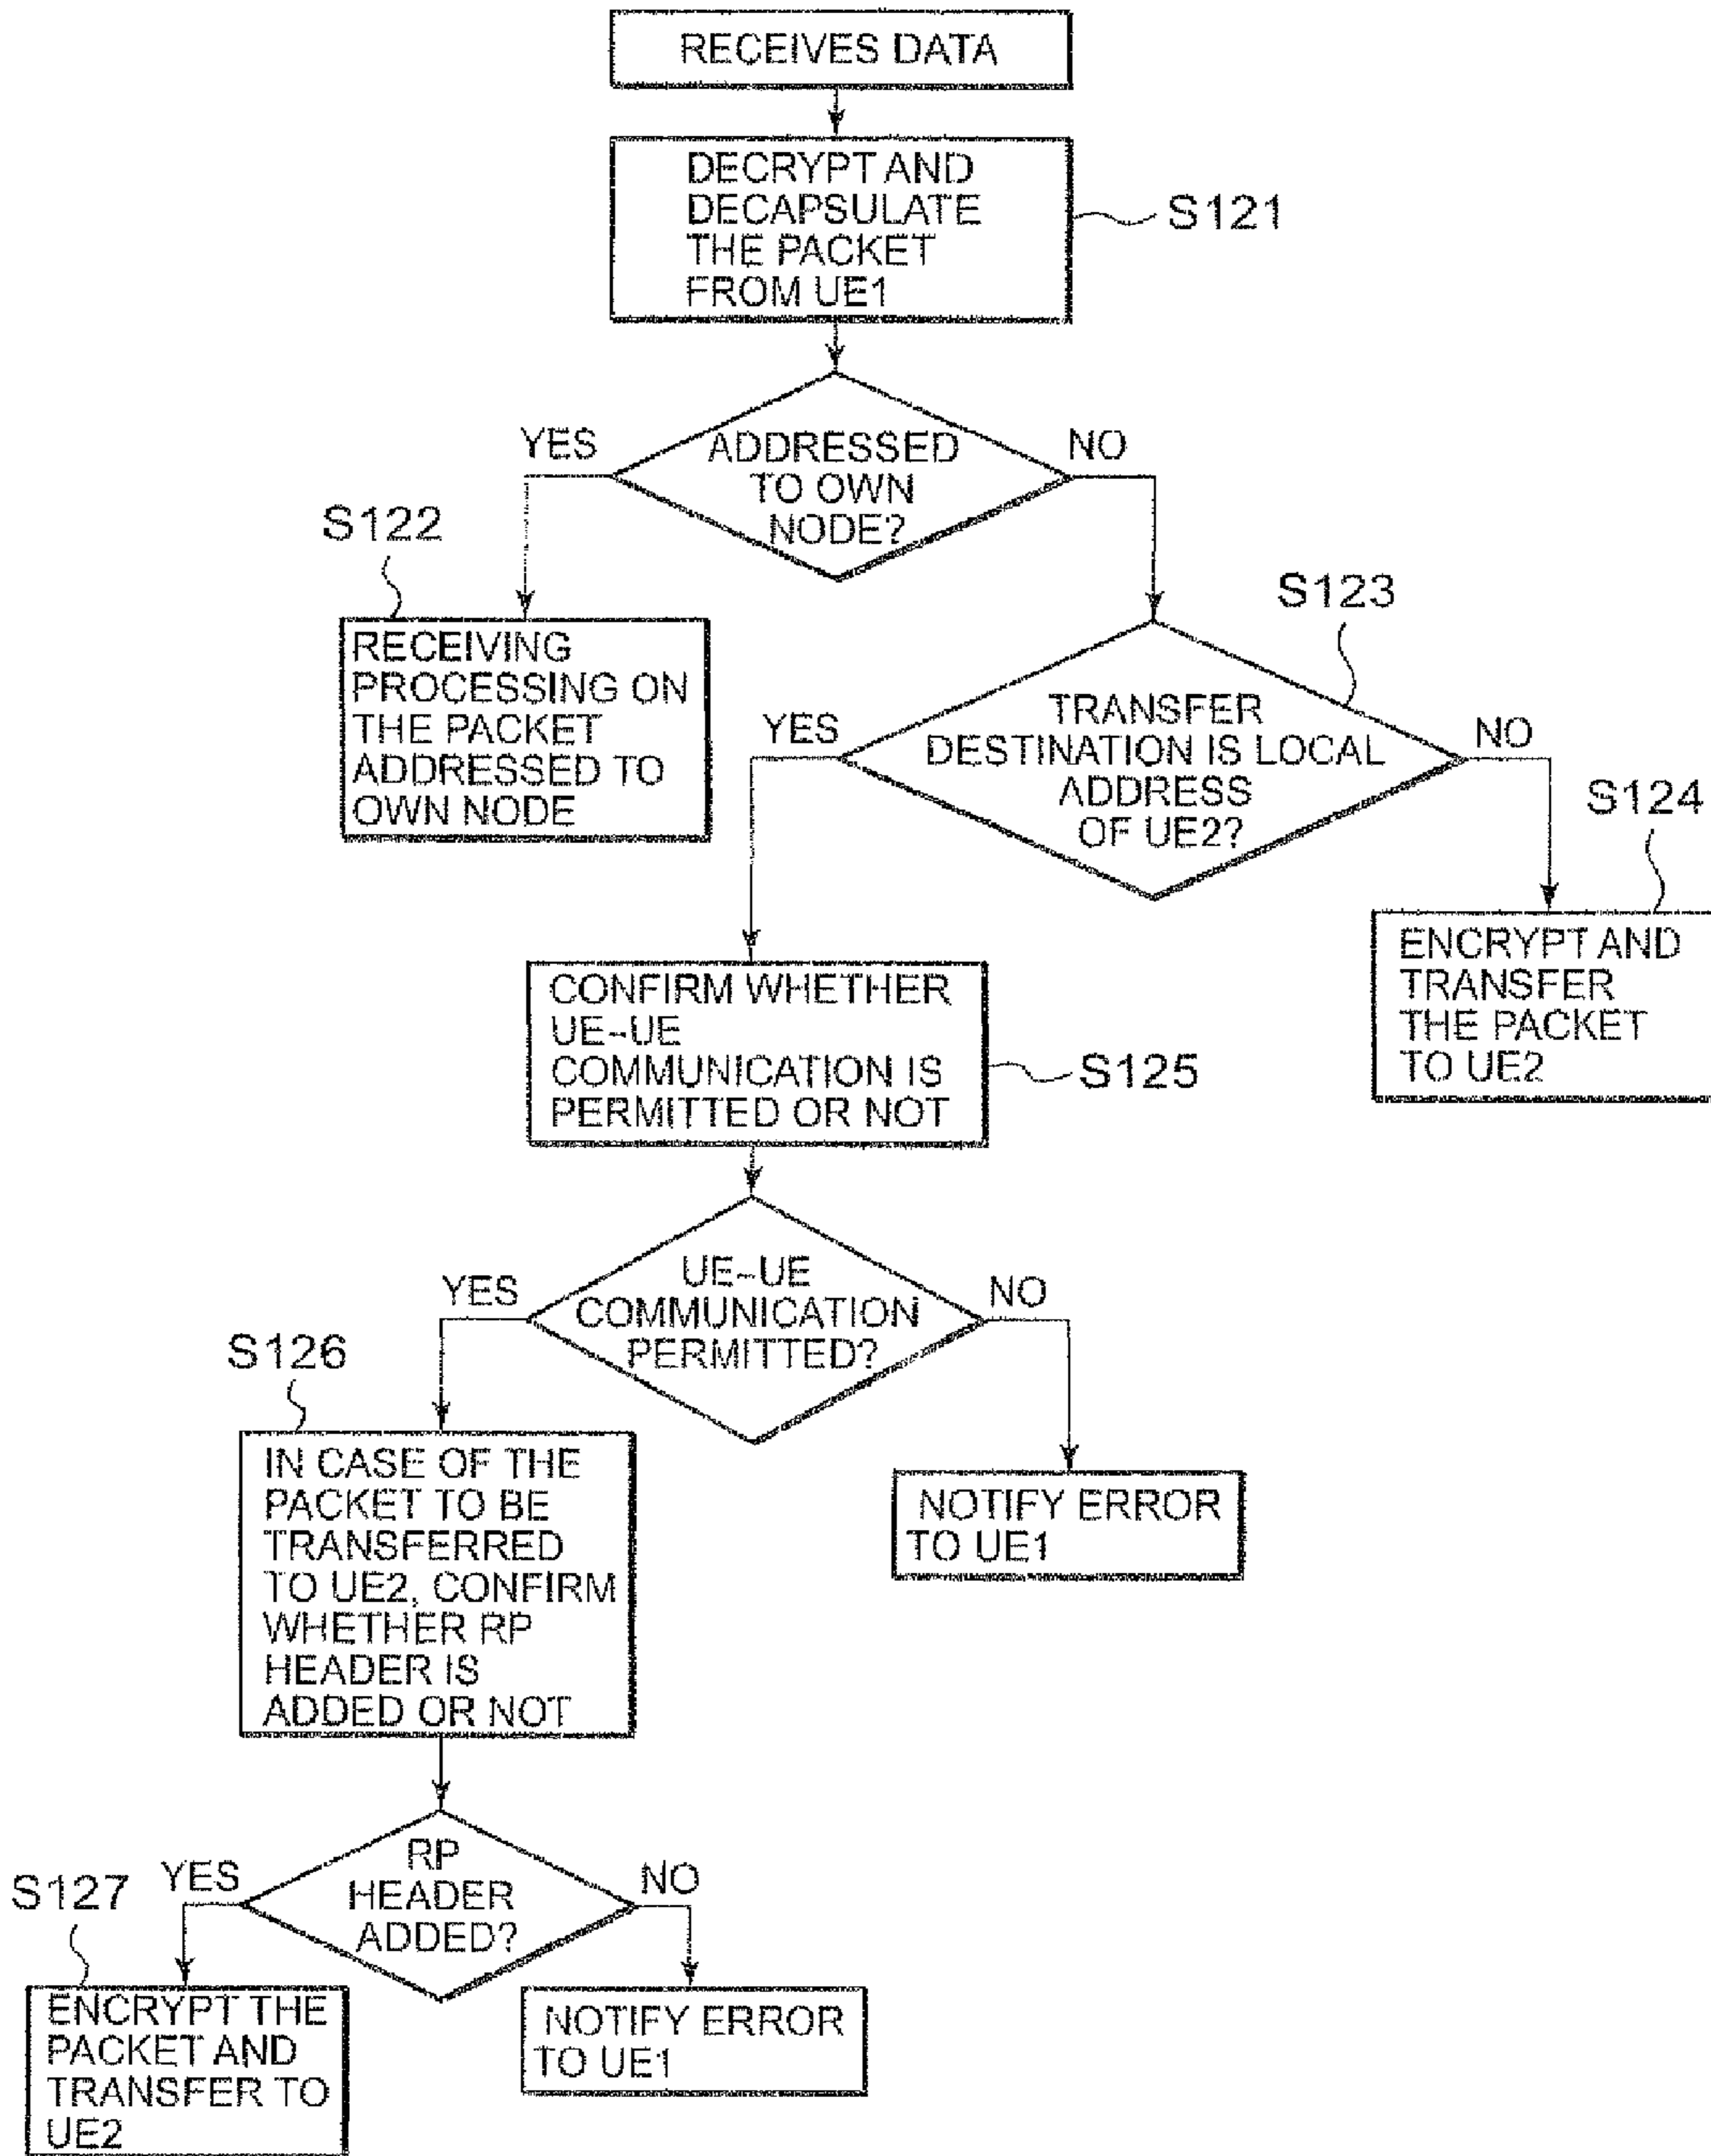 RECEIVES DATA
DECRYPT AND
DECAPSULATE
THE PACKET
FROM UE1
S121
YES
ADDRESSED
TO OWN
NODE?
NO
S122
RECEIVING
PROCESSING ON
THE PACKET
ADDRESSED TO
OWN NODE
S123
YES
TRANSFER
DESTINATION IS LOCAL
ADDRESS
OF UE2?
NO
S124
ENCRYPT AND
TRANSFER
THE PACKET
TO UE2
CONFIRM WHETHER
UE-UE
COMMUNICATION IS
PERMITTED OR NOT
S125
YES
UE-UE
COMMUNICATION
PERMITTED?
NO
S126
IN CASE OF THE
PACKET TO BE
TRANSFERRED
TO UE2, CONFIRM
WHETHER RP
HEADER IS
ADDED OR NOT
NOTIFY ERROR
TO UE1
S127
YES
RP
HEADER
ADDED?
NO
ENCRYPT THE
PACKET AND
TRANSFER TO
UE2
NOTIFY ERROR
TO UE1